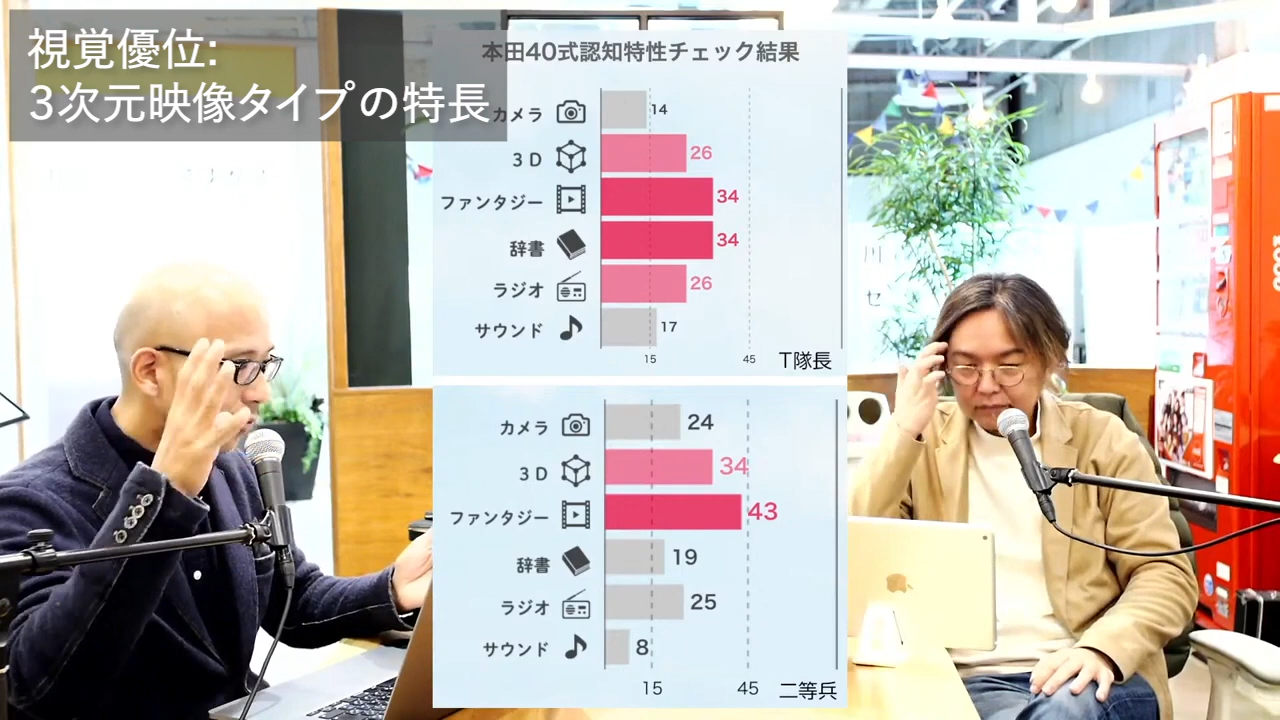 視覚優位:
3次元映像タイプの特長
本田40式認知特性チェック結果
カメラ 14
3D 26
ファンタジー 34
辞書 34
ラジオ 26
サウンド 17
15 45 T隊長
カメラ 24
3D 34
ファンタジー 43
辞書 19
ラジオ 25
サウンド 8
15 45 二等兵